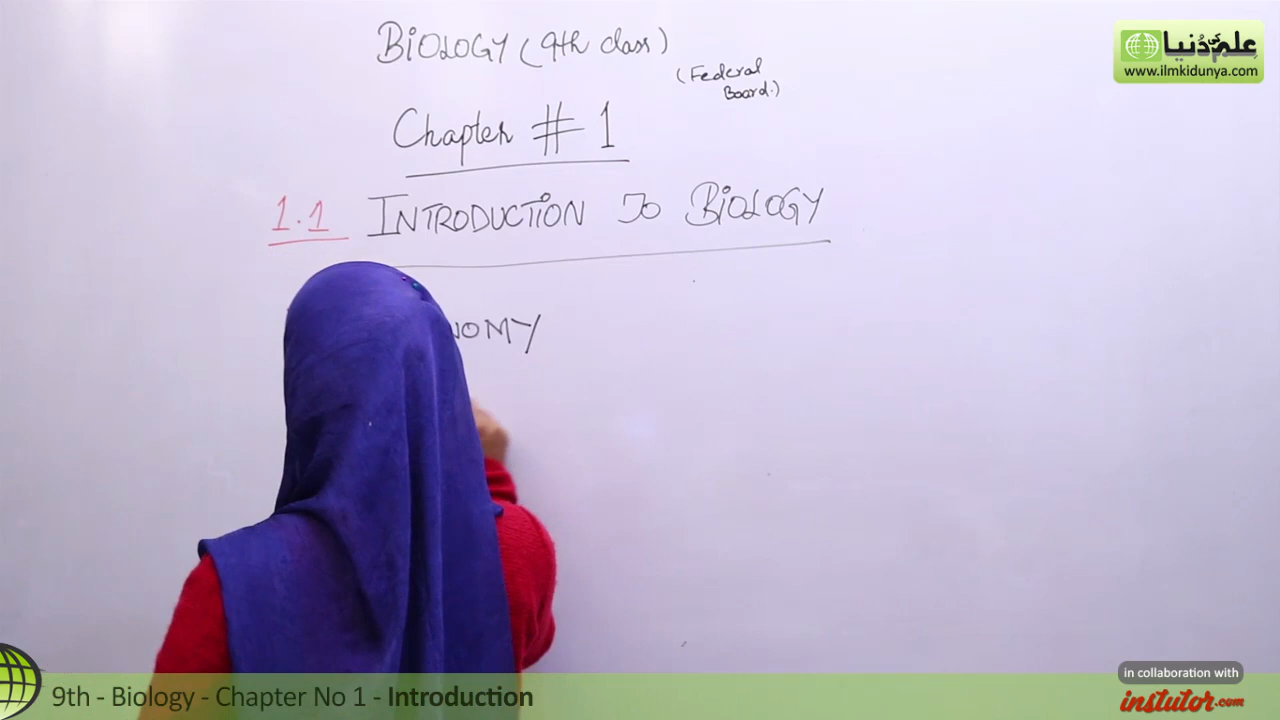 BiOLOGY (9th class)
(Federal
Board.)
Chapter # 1
1.1 INTRODUCTION TO BIOLOGY
NOMY
علم کی دُنیا
www.ilmkidunya.com
9th - Biology - Chapter No 1 - Introduction
in collaboration with
instutor.com